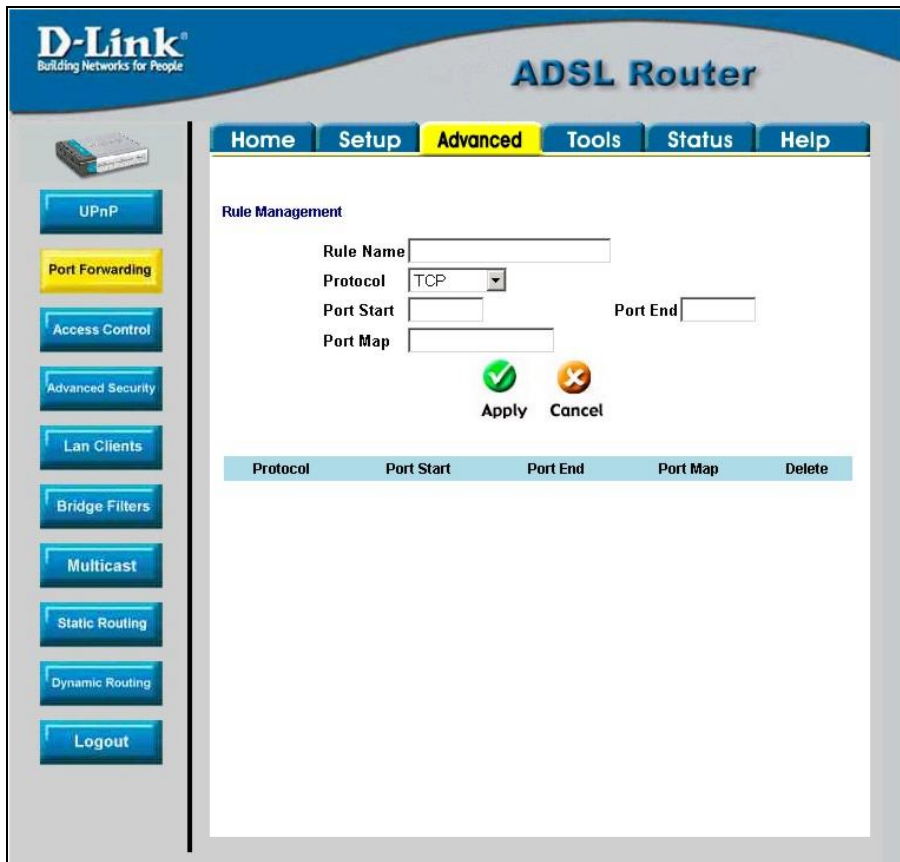 D-Link®
Building Networks for People
ADSL Router
Home Setup Advanced Tools Status Help
UPnP
Port Forwarding
Access Control
Advanced Security
Lan Clients
Bridge Filters
Multicast
Static Routing
Dynamic Routing
Logout
Rule Management
Rule Name
Protocol TCP
Port Start Port End
Port Map
Apply Cancel
Protocol Port Start Port End Port Map Delete